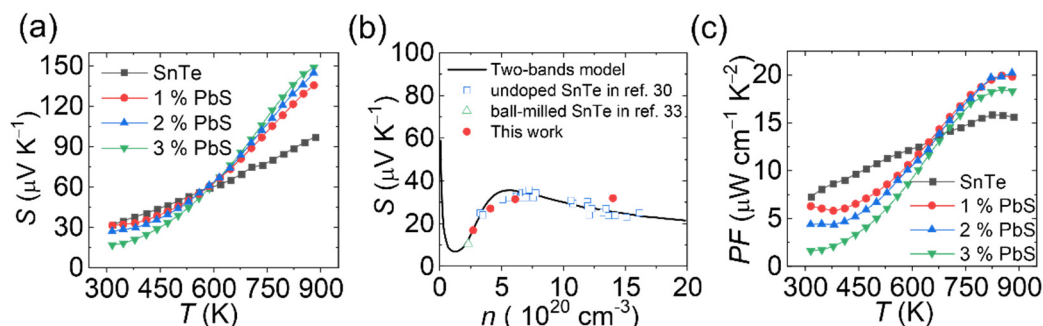 (a)
S (μV K⁻¹)
150
120
90
60
30
0
SnTe
1 % PbS
2 % PbS
3 % PbS
300 450 600 750 900
T (K)
(b)
S (μV K⁻¹)
100
80
60
40
20
0
Two-bands model
undoped SnTe in ref. 30
ball-milled SnTe in ref. 33
This work
0 5 10 15 20
n ( 10²⁰ cm⁻³)
(c)
PF (μW cm⁻¹ K⁻²)
20
15
10
5
0
SnTe
1 % PbS
2 % PbS
3 % PbS
300 450 600 750 900
T (K)